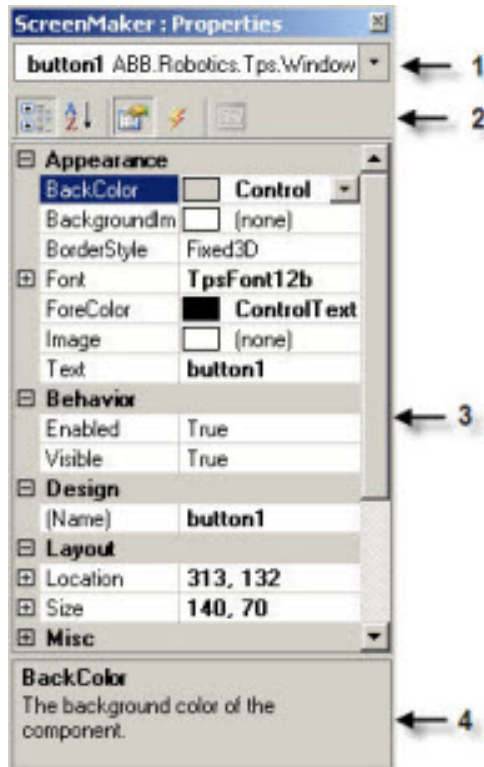 ScreenMaker : Properties
button1 ABB.Robotics.Tps.Window
1
2
Appearance
BackColor Control
BackgroundIm (none)
BorderStyle Fixed3D
Font TpsFont12b
ForeColor ControlText
Image (none)
Text button1
Behavior
3
Enabled True
Visible True
Design
(Name) button1
Layout
Location 313, 132
Size 140, 70
Misc
BackColor
The background color of the
component.
4